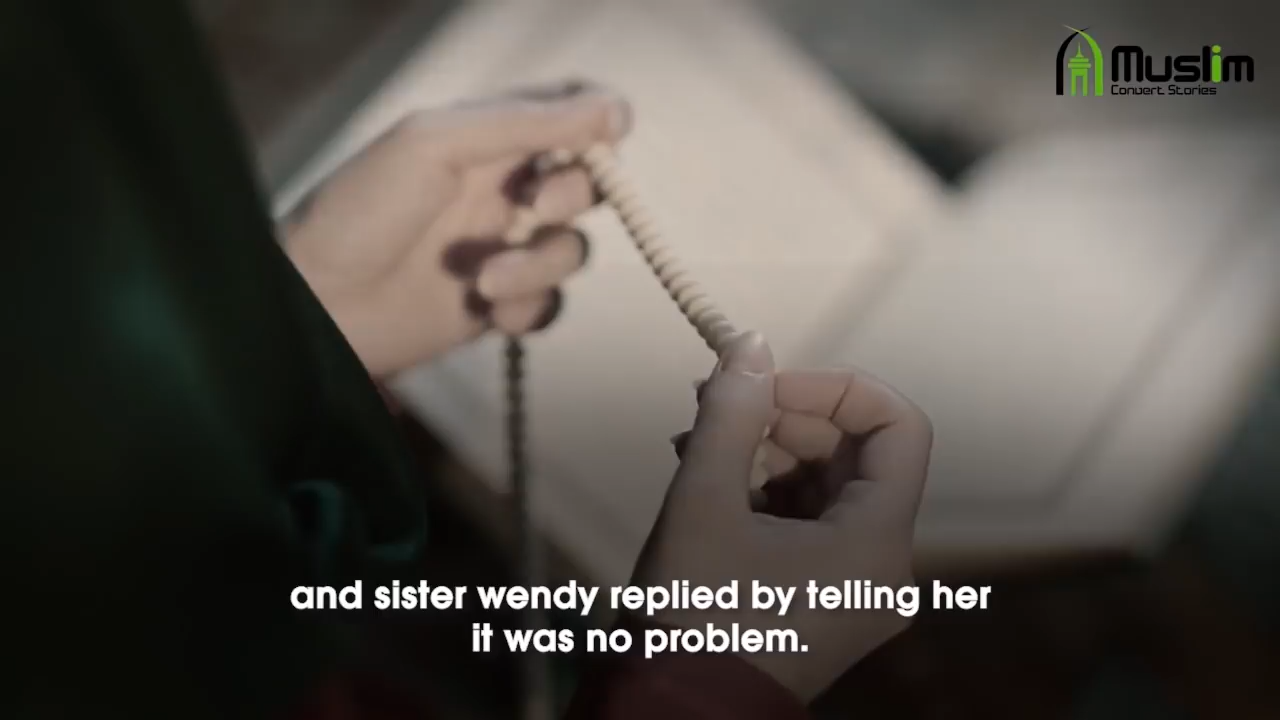 Muslim
Convert Stories
and sister wendy replied by telling her
it was no problem.